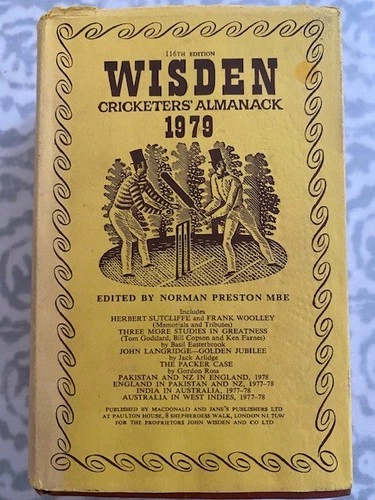 116TH EDITION
WISDEN
CRICKETERS' ALMANACK
1979
EDITED BY NORMAN PRESTON MBE
Includes
HERBERT SUTCLIFFE and FRANK WOOLLEY
(Memorials and Tributes)
THREE MORE STUDIES IN GREATNESS
(Tom Goddard, Bill Copson and Ken Farnes)
by Basil Easterbrook
JOHN LANGRIDGE—GOLDEN JUBILEE
by Jack Arlidge
THE PACKER CASE
by Gordon Ross
PAKISTAN AND NZ IN ENGLAND, 1978
ENGLAND IN PAKISTAN AND NZ, 1977-78
INDIA IN AUSTRALIA, 1977-78
AUSTRALIA IN WEST INDIES, 1977-78
PUBLISHED BY MACDONALD AND JANE'S PUBLISHERS LTD
AT PAULTON HOUSE, 8 SHEPHERDESS WALK, LONDON N1 7LW
FOR THE PROPRIETORS JOHN WISDEN AND CO LTD